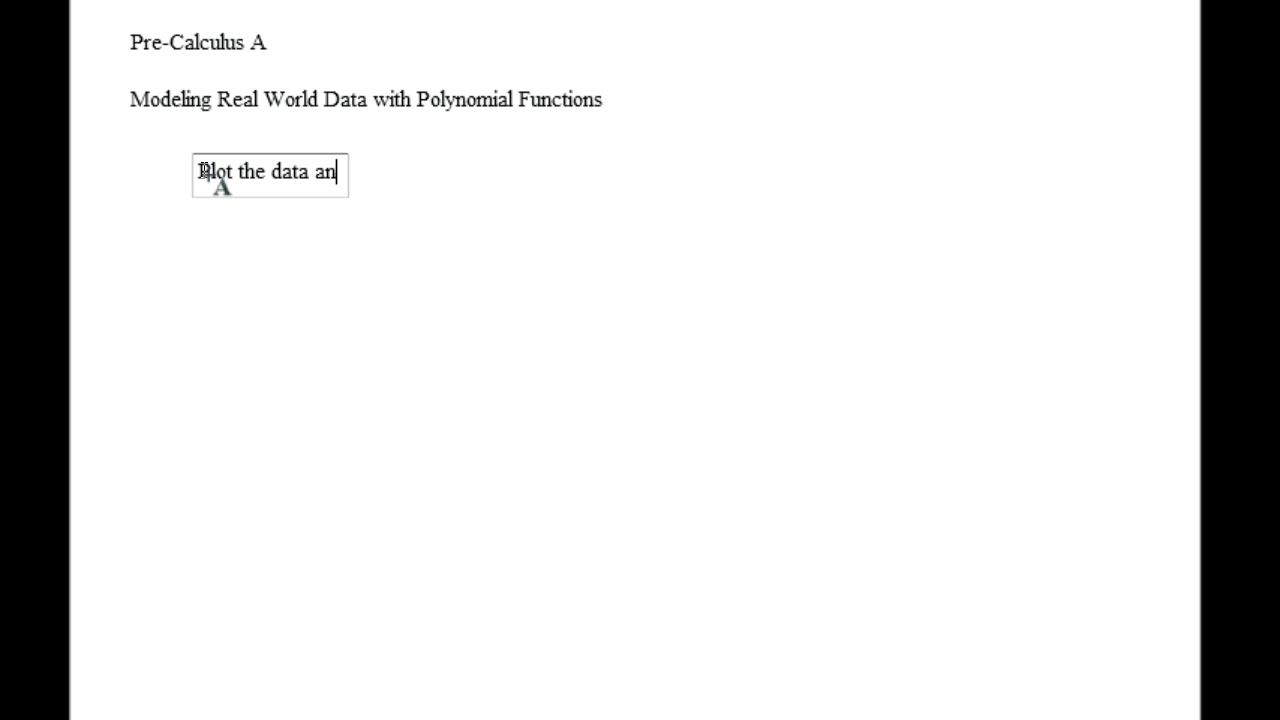 Pre-Calculus A
Modeling Real World Data with Polynomial Functions
Plot the data an